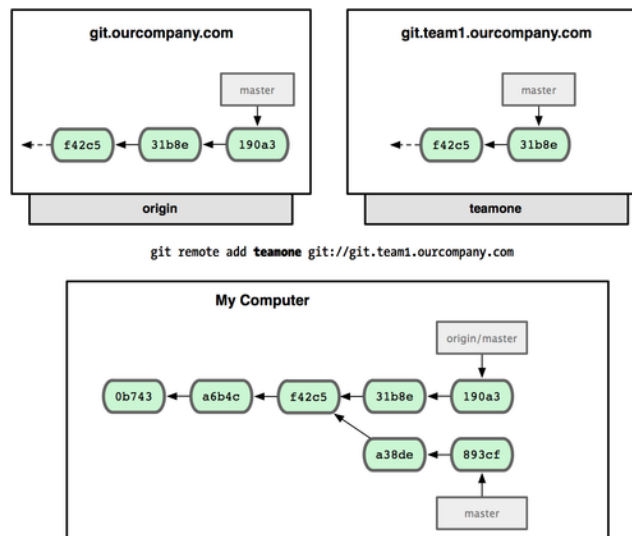 git.ourcompany.com
master
f42c5 31b8e 190a3
origin
git.team1.ourcompany.com
master
f42c5 31b8e
teamone
git remote add teamone git://git.team1.ourcompany.com
My Computer
origin/master
0b743 a6b4c f42c5 31b8e 190a3
a38de 893cf
master